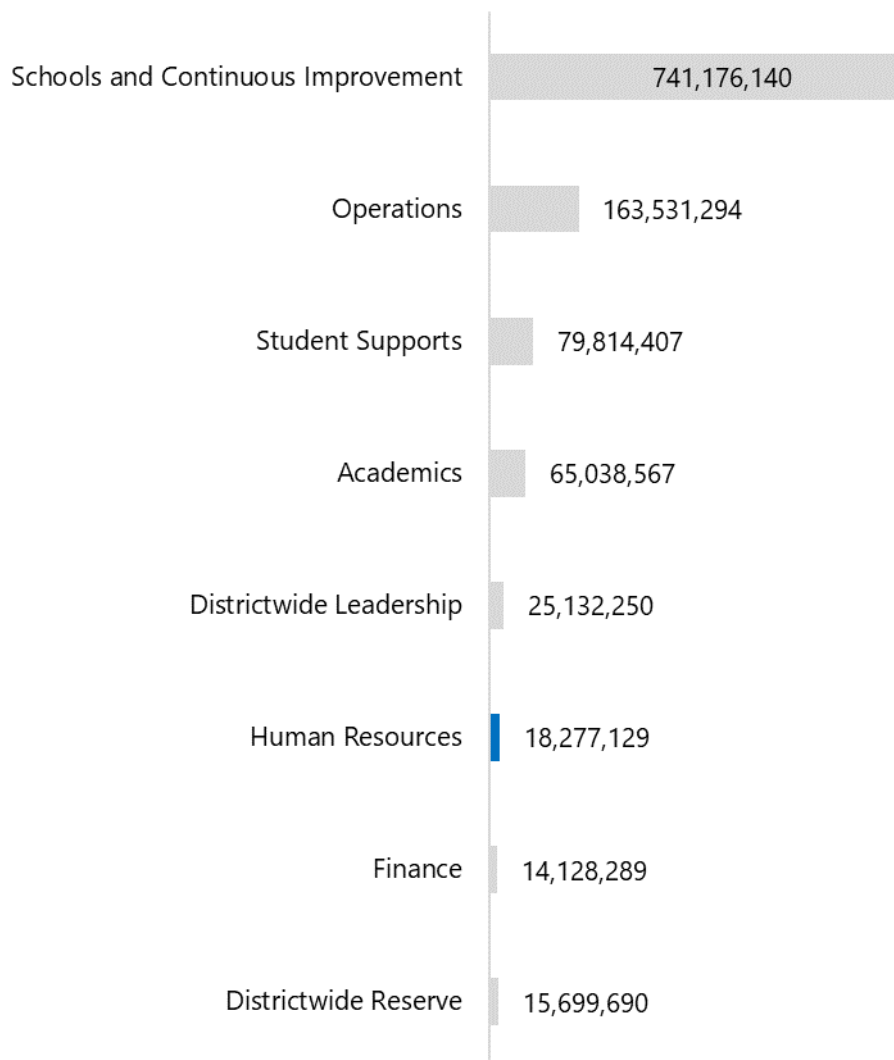 Schools and Continuous Improvement 741,176,140
Operations 163,531,294
Student Supports 79,814,407
Academics 65,038,567
Districtwide Leadership 25,132,250
Human Resources 18,277,129
Finance 14,128,289
Districtwide Reserve 15,699,690